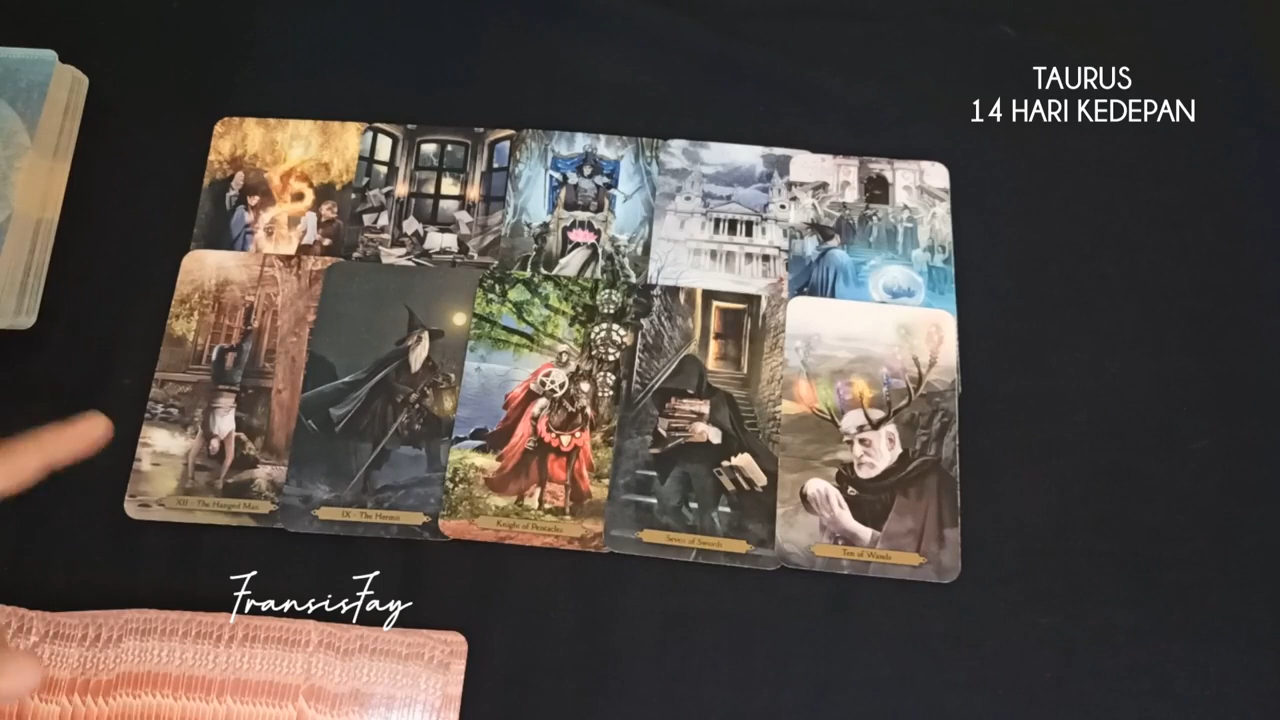 TAURUS
14 HARI KEDEPAN
XII - The Hanged Man
IX - The Hermit
Knight of Pentacles
Seven of Swords
Ten of Wands
FransisFay